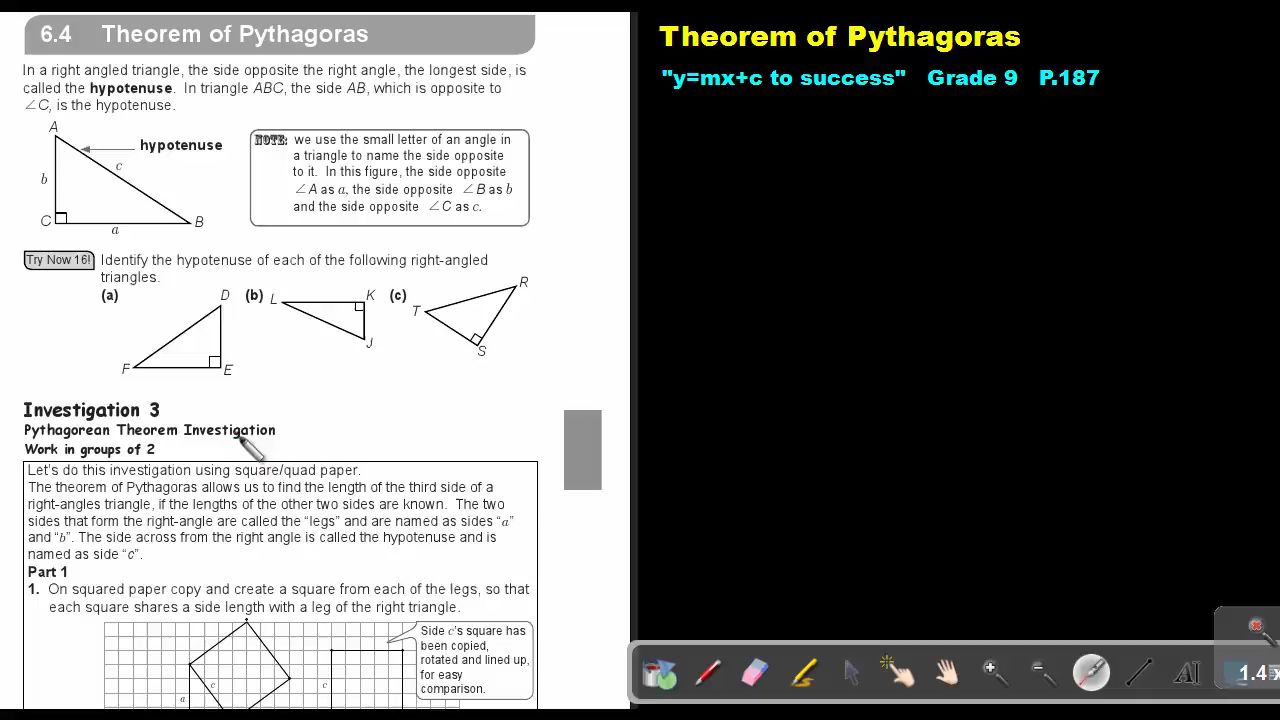 6.4 Theorem of Pythagoras
In a right angled triangle, the side opposite the right angle, the longest side, is
called the hypotenuse. In triangle ABC, the side AB, which is opposite to
∠C, is the hypotenuse.
A
hypotenuse
c
b
C
B
a
NOTE: we use the small letter of an angle in
a triangle to name the side opposite
to it. In this figure, the side opposite
∠A as a, the side opposite ∠B as b
and the side opposite ∠C as c.
Try Now 16! Identify the hypotenuse of each of the following right-angled
triangles.
(a) D
F E
(b) L K
J
(c) R
T
S
Investigation 3
Pythagorean Theorem Investigation
Work in groups of 2
Let's do this investigation using square/quad paper.
The theorem of Pythagoras allows us to find the length of the third side of a
right-angles triangle, if the lengths of the other two sides are known. The two
sides that form the right-angle are called the "legs" and are named as sides "a"
and "b". The side across from the right angle is called the hypotenuse and is
named as side "c".
Part 1
1. On squared paper copy and create a square from each of the legs, so that
each square shares a side length with a leg of the right triangle.
Side c's square has
been copied,
rotated and lined up,
for easy
comparison.
c
c
a
Theorem of Pythagoras
"y=mx+c to success" Grade 9 P.187
AI
1.4 x